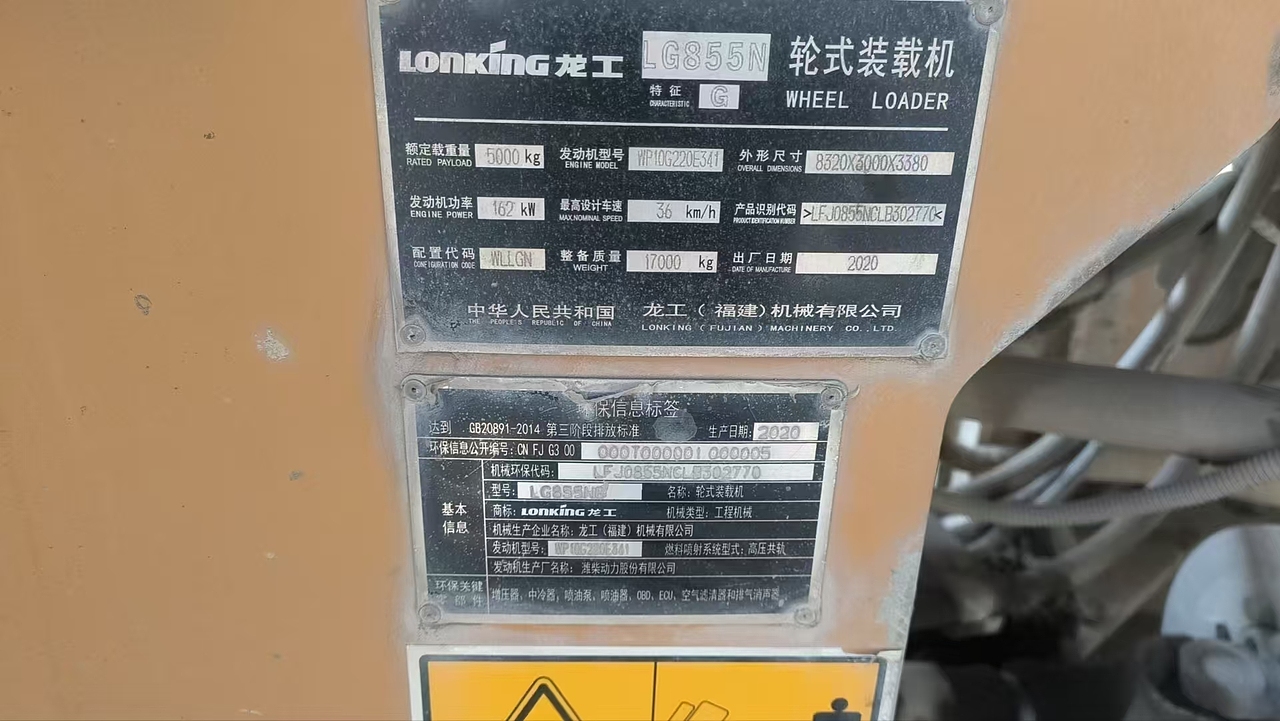 LONKING 龙工 LG855N 轮式装载机
特征 CHARACTERISTIC G WHEEL LOADER
额定载重量 RATED PAYLOAD 5000 kg 发动机型号 ENGINE MODEL WP10G220E341 外形尺寸 OVERALL DIMENSIONS 8320X3000X3380
发动机功率 ENGINE POWER 162 kW 最高设计车速 MAX.NOMINAL SPEED 36 km/h 产品识别代码 PRODUCT IDENTIFICATION NUMBER >LFJ0855NCLB302770<
配置代码 CONFIGURATION CODE WLLGN 整备质量 WEIGHT 17000 kg 出厂日期 DATE OF MANUFACTURE 2020
中华人民共和国 龙工（福建）机械有限公司
THE PEOPLE'S REPUBLIC OF CHINA LONKING (FUJIAN) MACHINERY CO.,LTD.
环保信息标签
达到 GB20891-2014 第三阶段排放标准 生产日期: 2020
环保信息公开编号: CN FJ G3 00 000T000001 000005
机械环保代码: LFJ0855NCLB302770
型号: LG855N 名称: 轮式装载机
基本信息 商标: LONKING 龙工 机械类型: 工程机械
机械生产企业名称: 龙工（福建）机械有限公司
发动机型号: WP10G220E341 燃料喷射系统型式: 高压共轨
发动机生产厂名称: 潍柴动力股份有限公司
环保关键零部件 增压器, 中冷器, 喷油泵, 喷油器, OBD, ECU, 空气滤清器和排气消声器